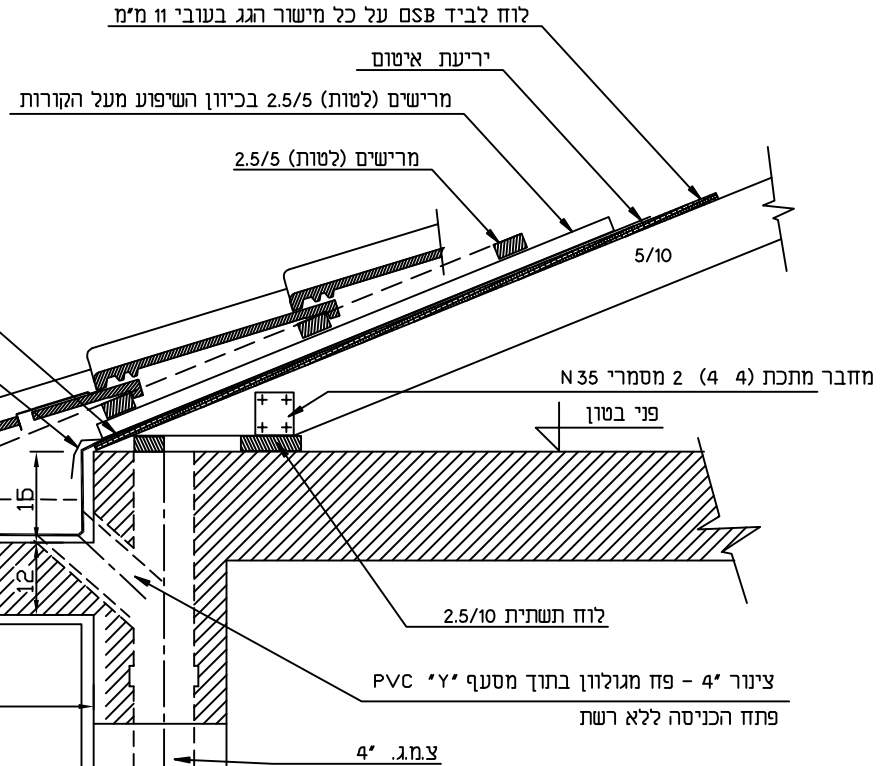 לוח לביד OSB על כל מישור הגג בעובי 11 מ"מ
יריעת איטום
מרישים (לטות) 2.5/5 בכיוון השיפוע מעל הקורות
מרישים (לטות) 2.5/5
5/10
מחבר מתכת (4 4) 2 מסמרי N 35
פני בטון
15
12
לוח תשתית 2.5/10
צינור "4 - פח מגולוון בתוך מסעף "Y" PVC
פתח הכניסה ללא רשת
צ.מ.ג. "4